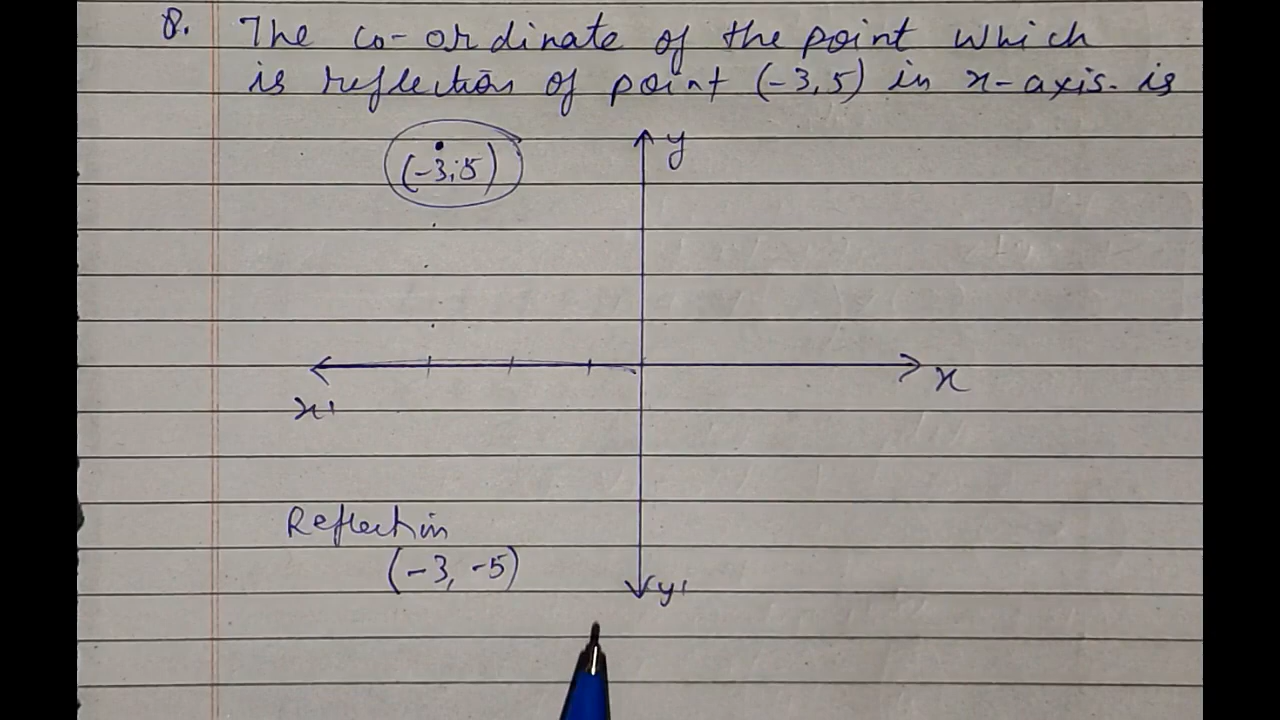 8. The co-ordinate of the point which
is reflection of point (-3,5) in x-axis. is
y
(-3,5)
x
x'
Reflection
(-3, -5)
y'